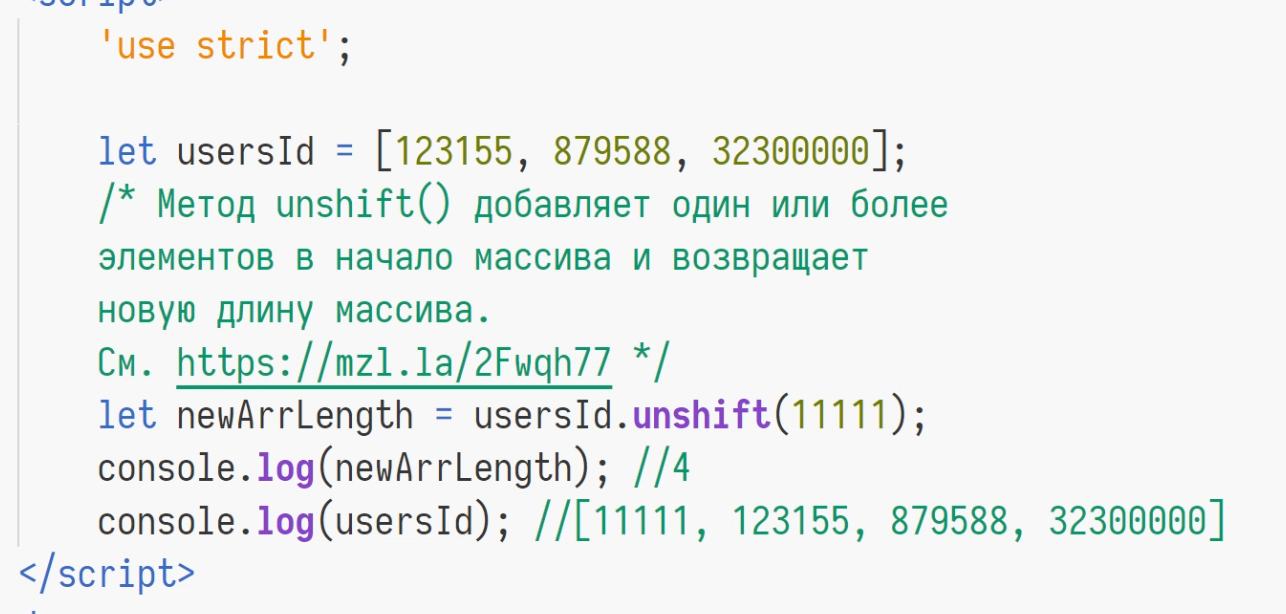 <script>
'use strict';
let usersId = [123155, 879588, 32300000];
/* Метод unshift() добавляет один или более
элементов в начало массива и возвращает
новую длину массива.
См. https://mzl.la/2Fwqh77 */
let newArrLength = usersId.unshift(11111);
console.log(newArrLength); //4
console.log(usersId); //[11111, 123155, 879588, 32300000]
</script>